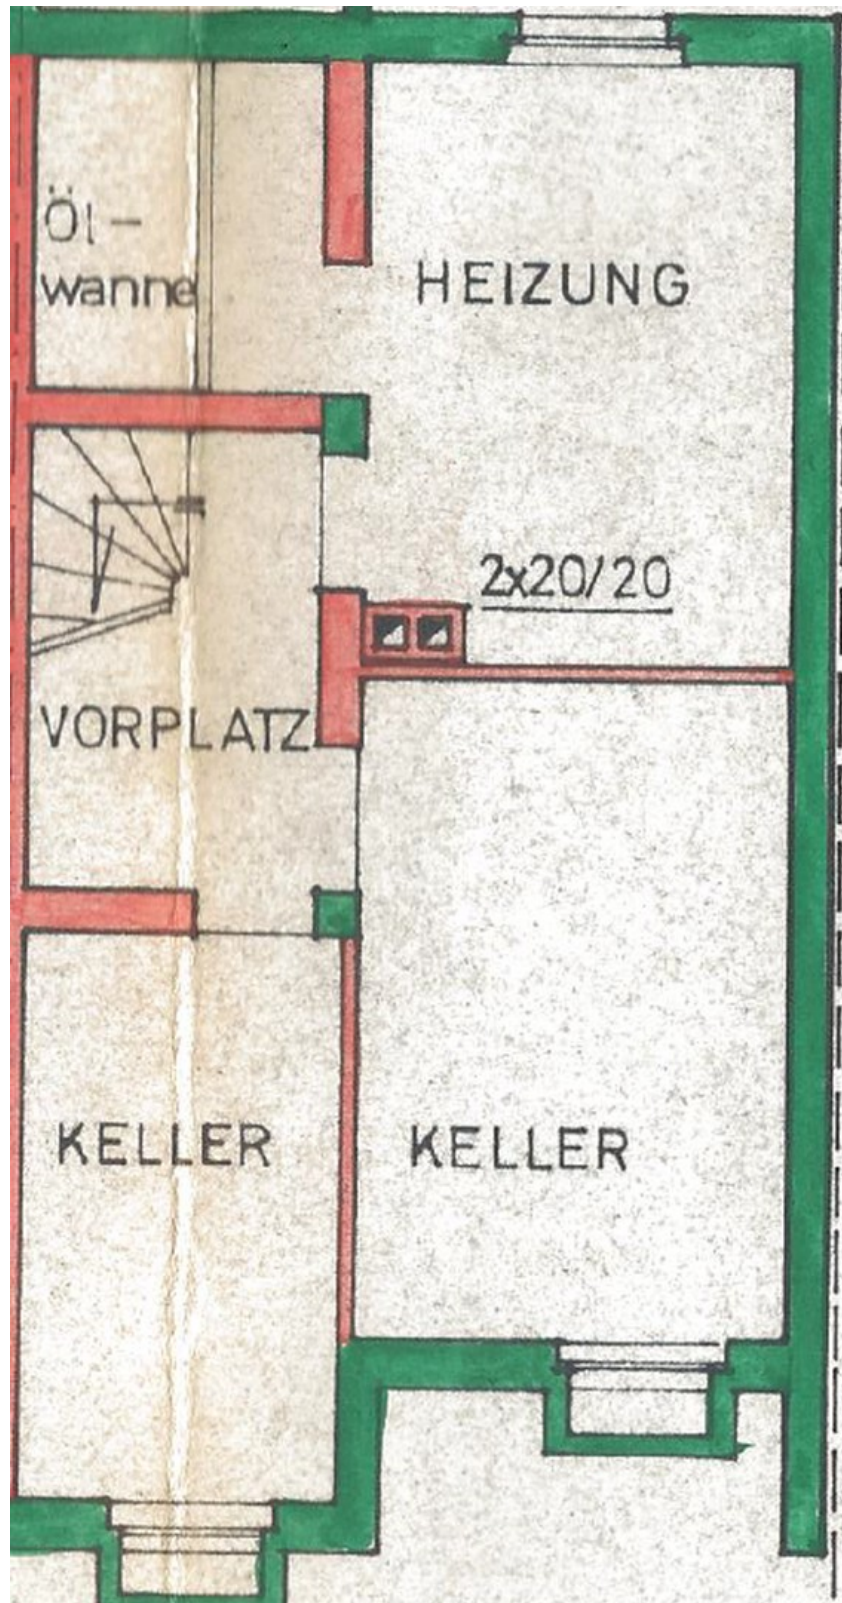 Öl-
wanne
HEIZUNG
2x20/20
VORPLATZ
KELLER
KELLER